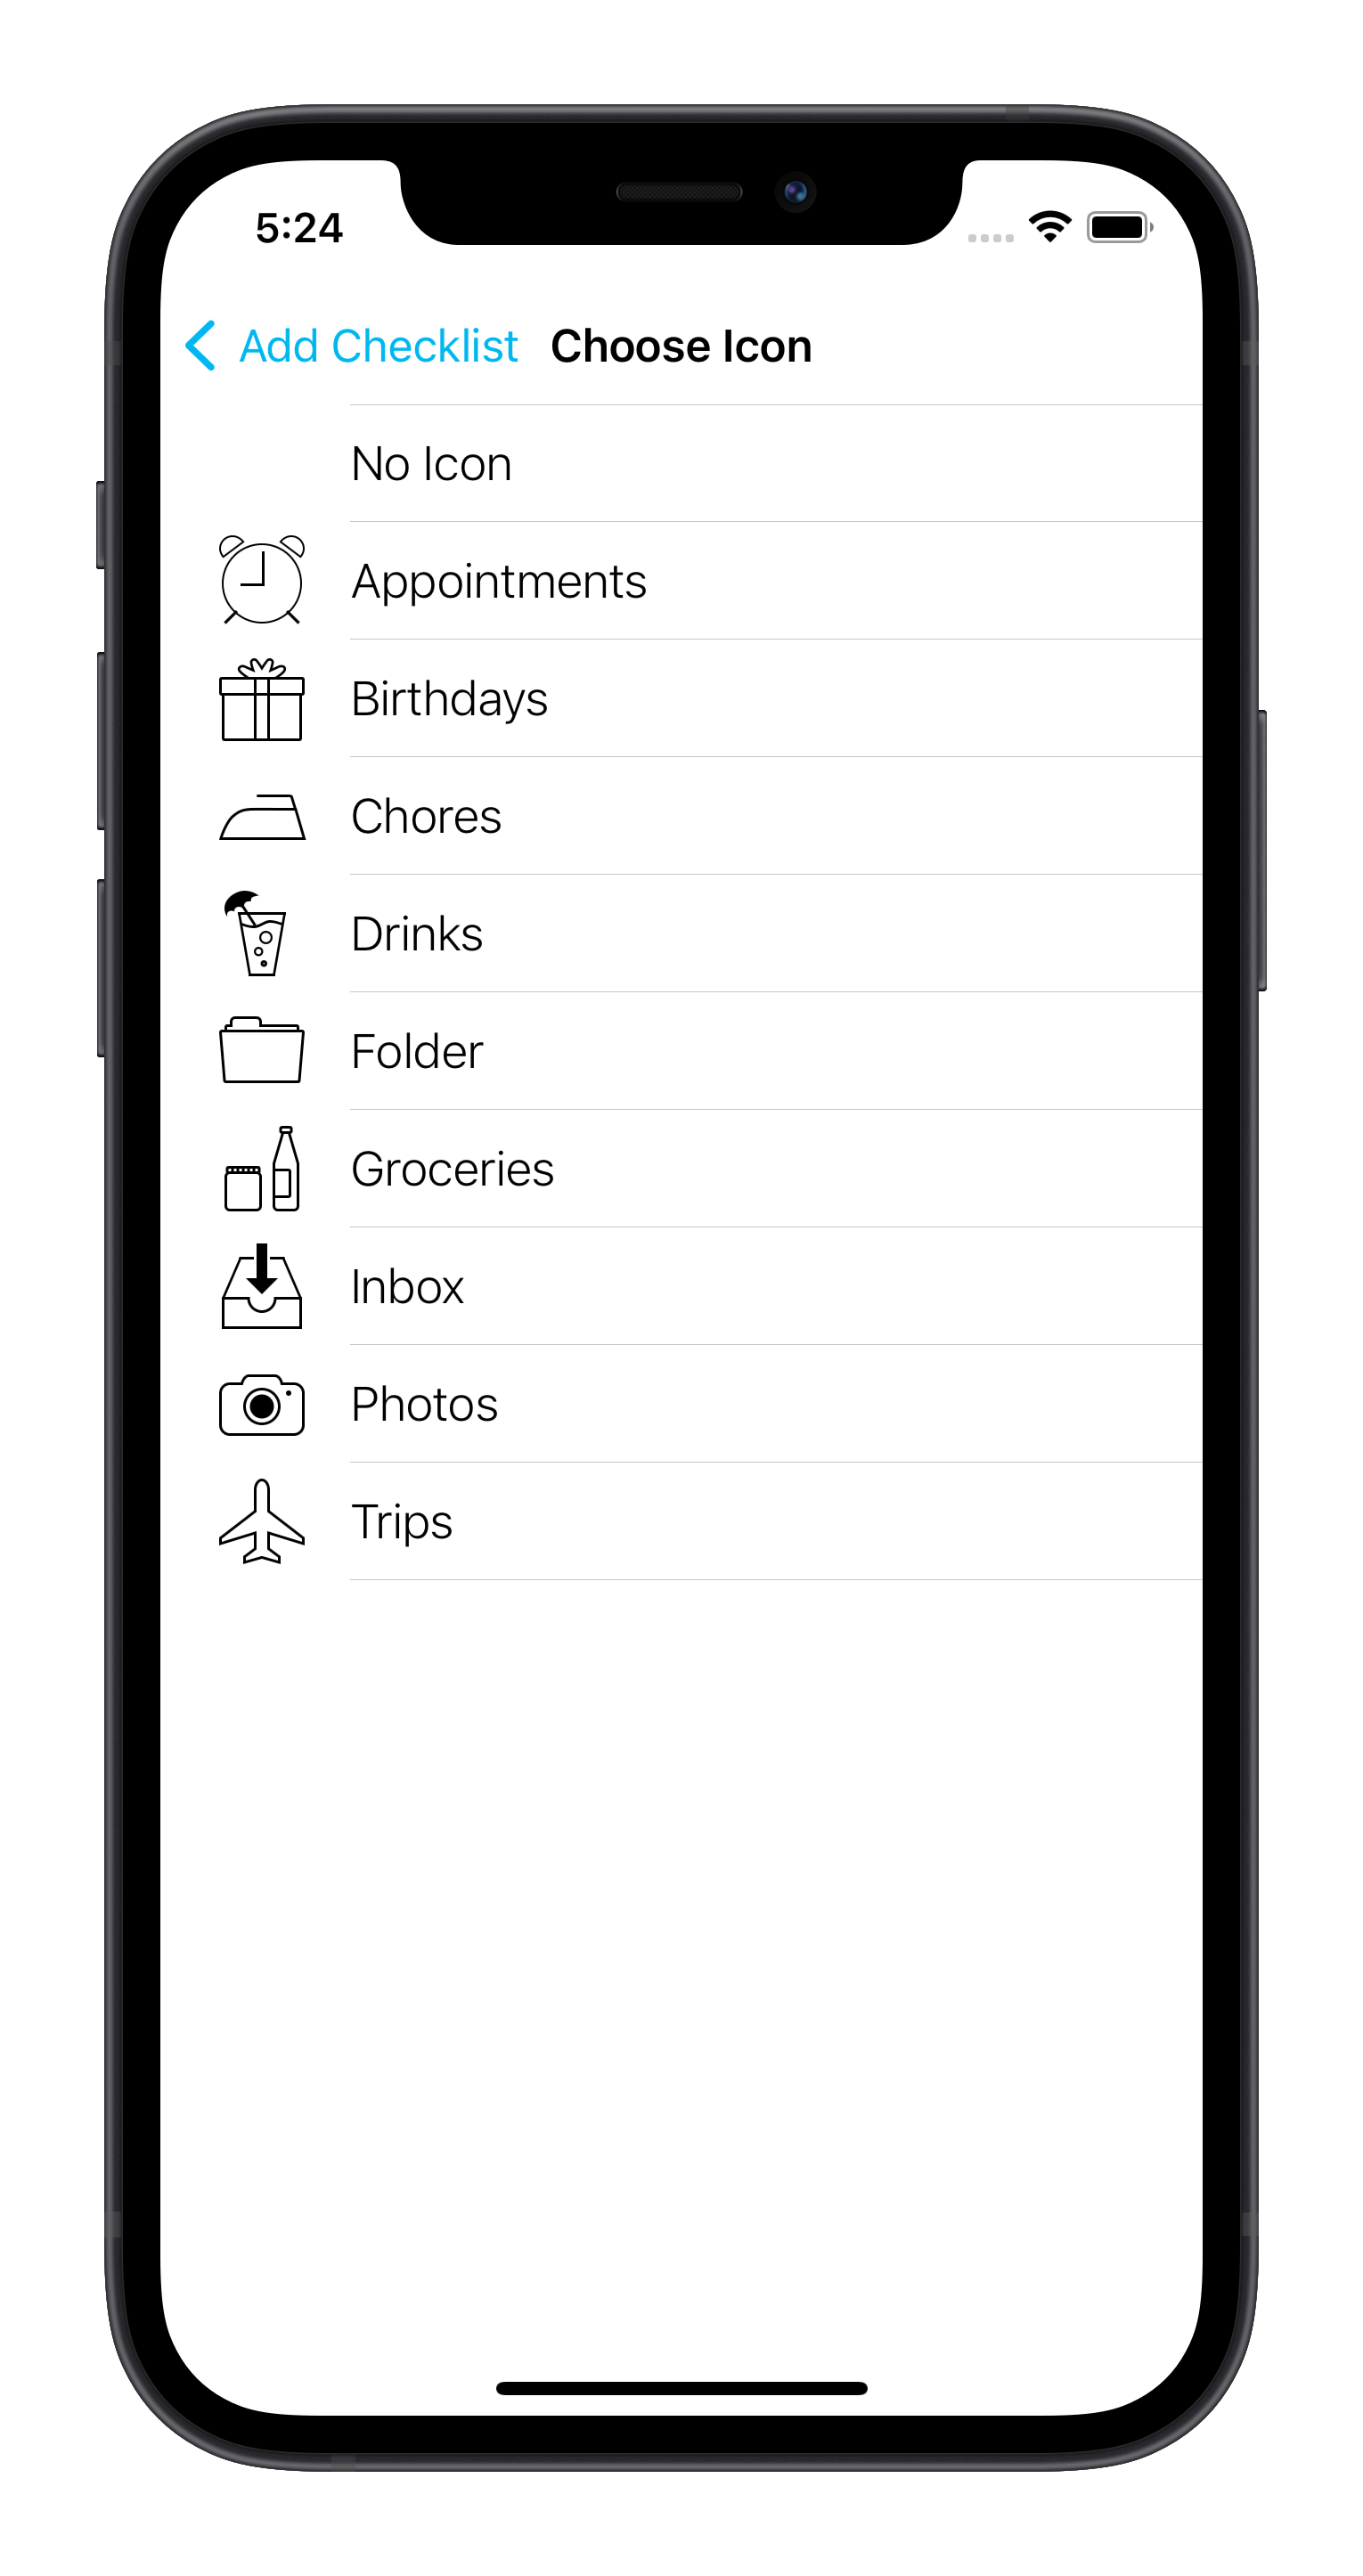 5:24
Add Checklist Choose Icon
No Icon
Appointments
Birthdays
Chores
Drinks
Folder
Groceries
Inbox
Photos
Trips